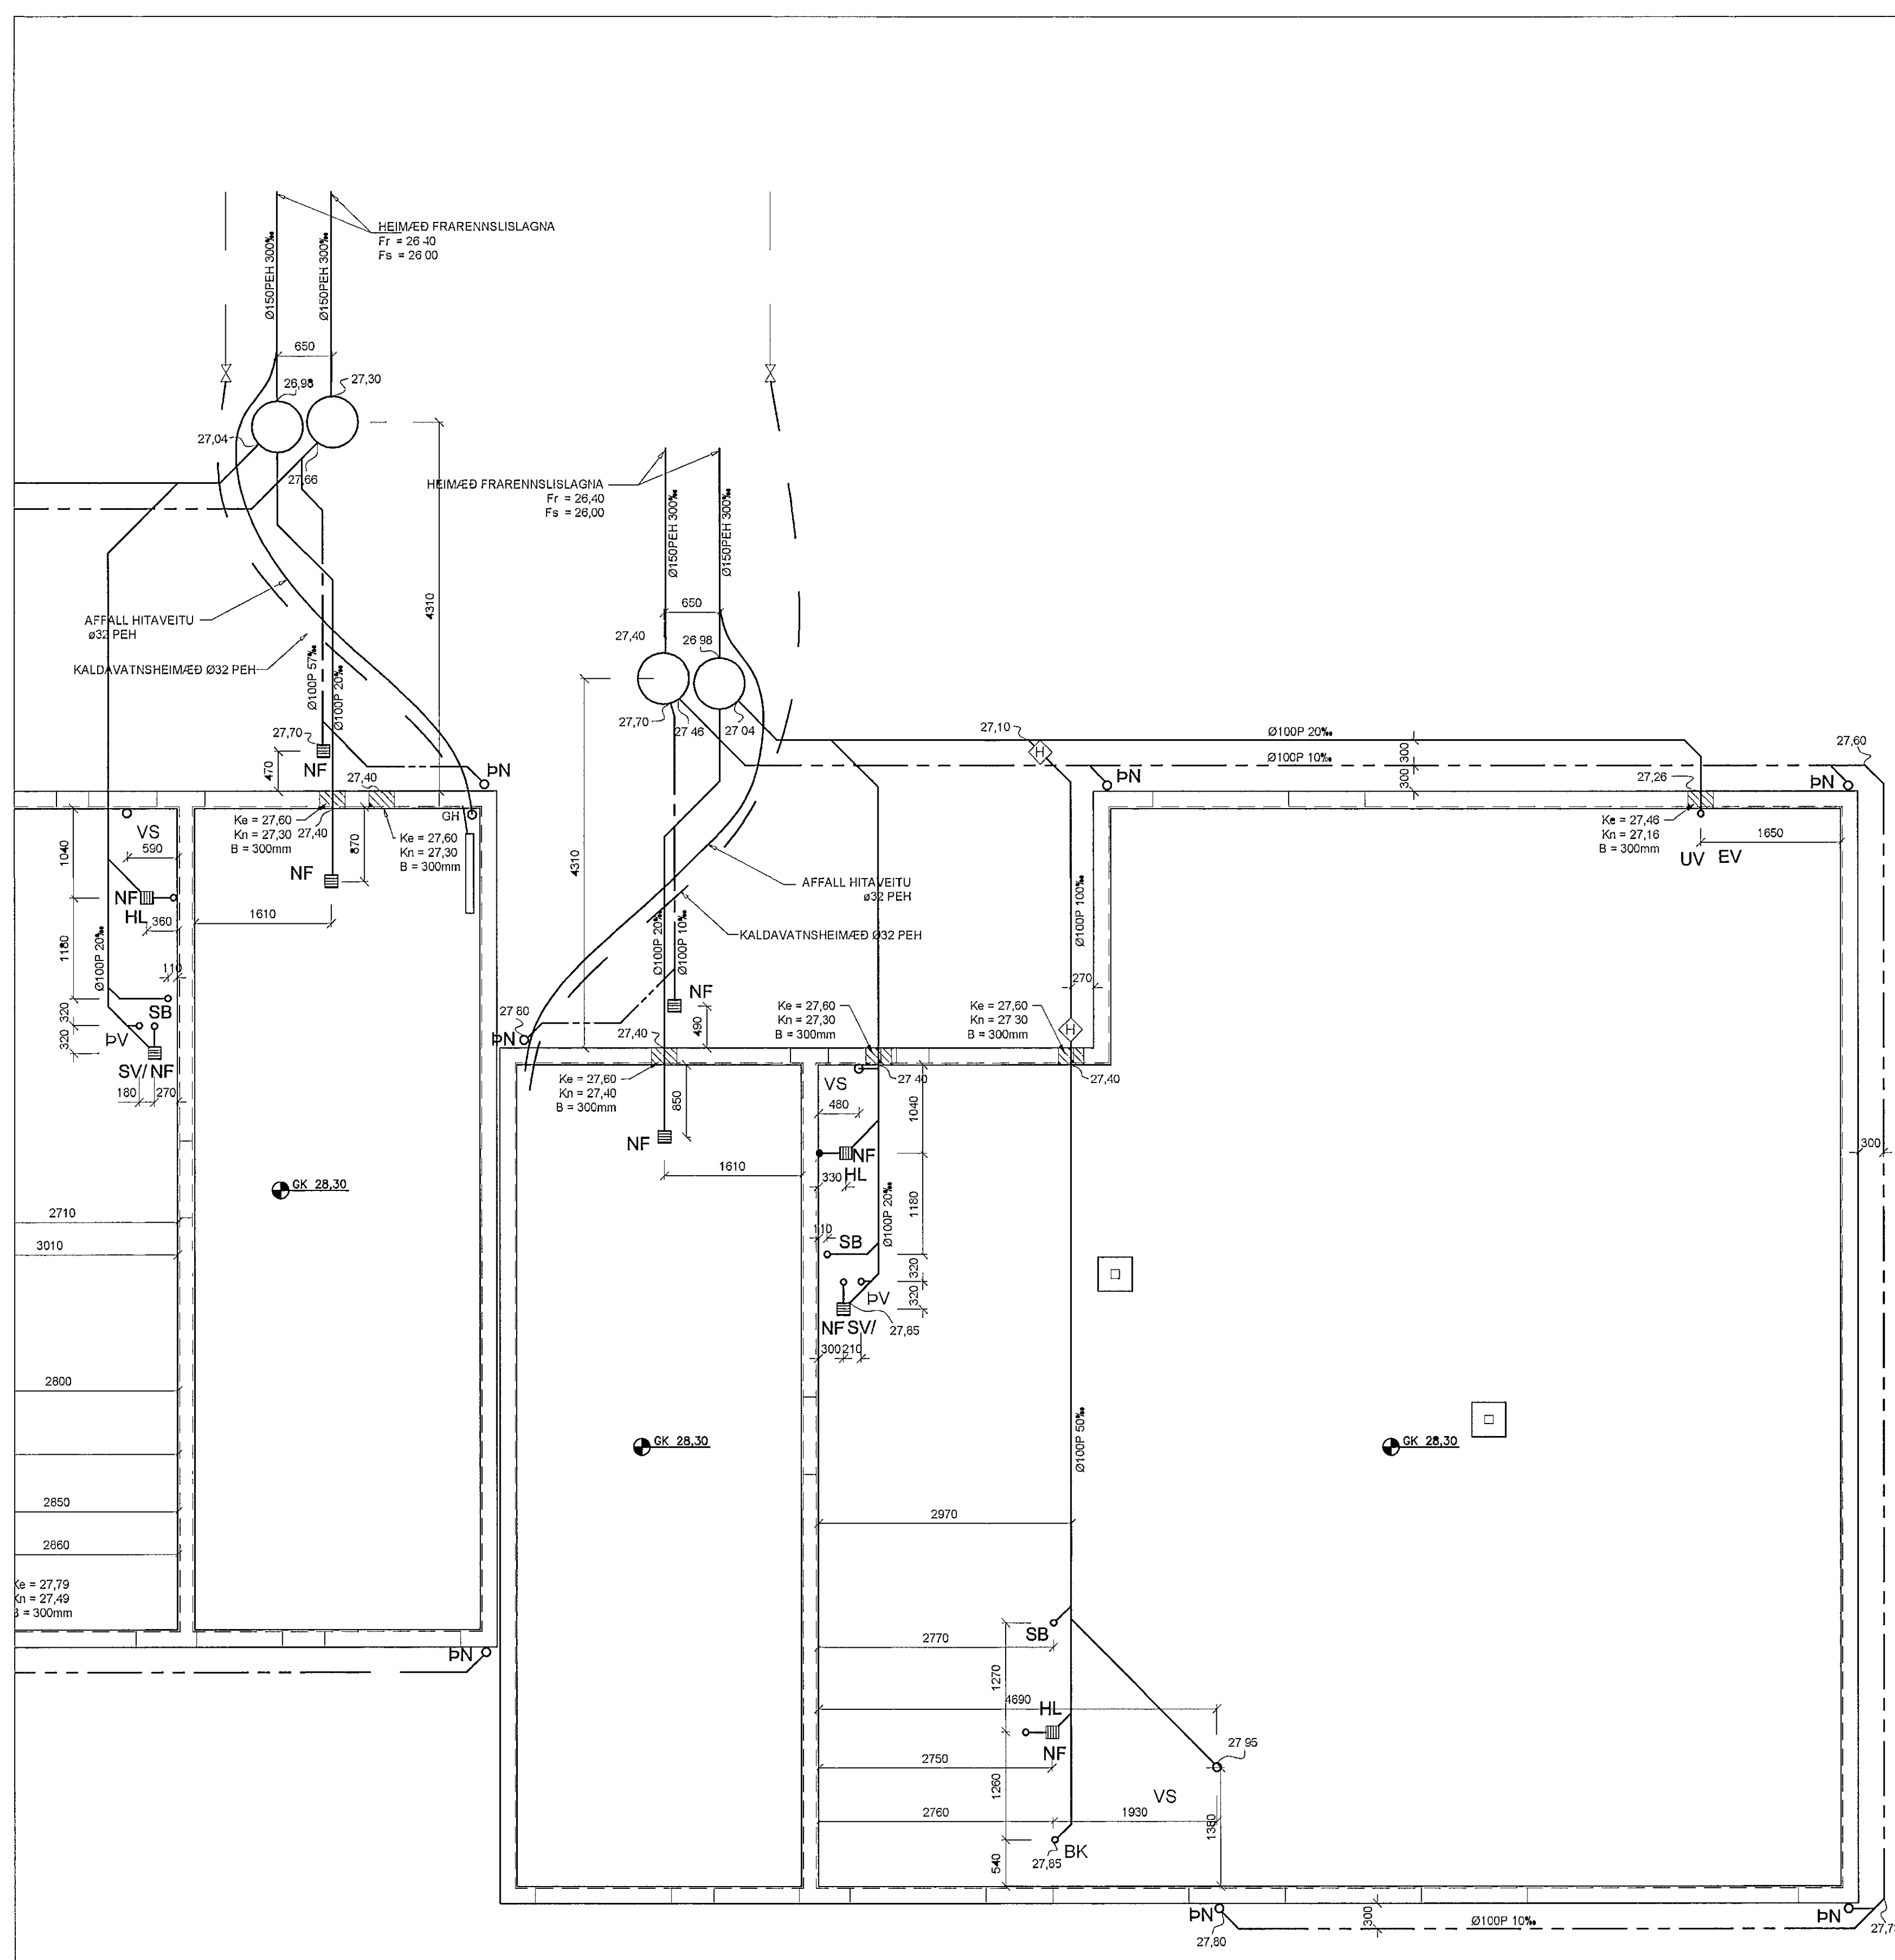 HEIMÆÐ FRARENNSLISLAGNA
Fr = 26 40
Fs = 26 00
Ø150PEH 300‰
Ø150PEH 300‰
650
26,98
27,30
27,04
27,66
HEIMÆÐ FRARENNSLISLAGNA
Fr = 26,40
Fs = 26,00
Ø150PEH 300‰
Ø150PEH 300‰
AFFALL HITAVEITU
ø32 PEH
KALDAVATNSHEIMÆÐ Ø32 PEH
4310
650
27,40
26 98
Ø100P 57‰
Ø100P 20‰
27,70
27 46
27 04
27,10
H
Ø100P 20‰
Ø100P 10‰
300
300
27,60
27,70
NF
470
27,40
ÞN
ÞN
27,26
ÞN
GH
VS
590
1040
Ke = 27,60
Kn = 27,30
B = 300mm
27,40
870
Ke = 27,60
Kn = 27,30
B = 300mm
Ke = 27,46
Kn = 27,16
B = 300mm
1650
UV EV
NF
NF
HL
360
1610
4310
AFFALL HITAVEITU
ø32 PEH
KALDAVATNSHEIMÆÐ Ø32 PEH
1180
Ø100P 20‰
110
SB
320
320
ÞV
SV/ NF
180
270
Ø100P 20‰
Ø100P 10‰
Ø100P 100‰
270
NF
490
27 80
ÞN
27,40
Ke = 27,60
Kn = 27,30
B = 300mm
Ke = 27,60
Kn = 27 30
B = 300mm
H
Ke = 27,60
Kn = 27,40
B = 300mm
850
VS
27 40
27,40
480
1040
NF
1610
NF
HL
330
300
GK 28,30
2710
3010
Ø100P 20‰
1180
110
SB
320
320
ÞV
NF SV/
27,85
300
210
2800
GK 28,30
Ø100P 50‰
GK 28,30
2850
2860
2970
Ke = 27,79
Kn = 27,49
B = 300mm
ÞN
SB
2770
1270
4690
HL
NF
27 95
2750
1260
VS
2760
1930
1380
BK
27,85
540
ÞN
27,80
300
Ø100P 10‰
ÞN